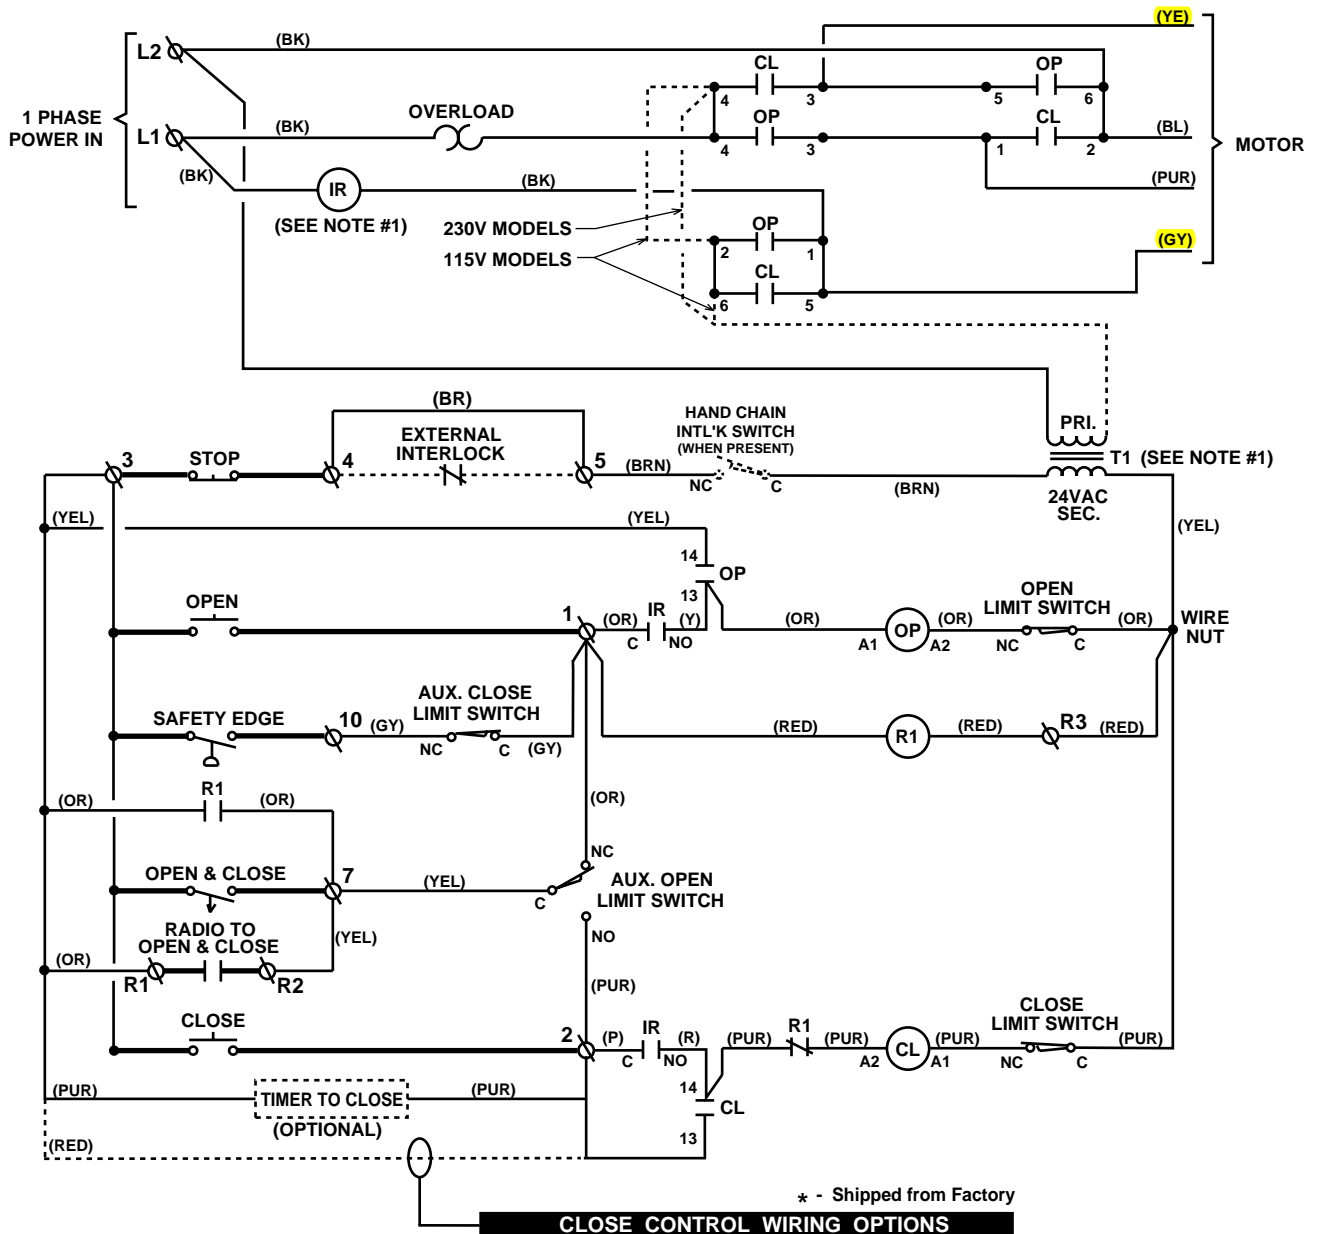 (YE)
L2
(BK)
CL
OP
4
3
5
6
1 PHASE
POWER IN
L1
(BK)
OVERLOAD
OP
CL
(BL)
MOTOR
4
3
1
2
(BK)
IR
(BK)
(PUR)
(SEE NOTE #1)
230V MODELS
115V MODELS
OP
2
1
(GY)
CL
6
5
(BR)
HAND CHAIN
INTL'K SWITCH
(WHEN PRESENT)
PRI.
3
STOP
4
EXTERNAL
INTERLOCK
5
(BRN)
NC
C
(BRN)
T1 (SEE NOTE #1)
24VAC
SEC.
(YEL)
(YEL)
(YEL)
14
OP
13
OPEN
1
(OR)
IR
(Y)
C
NO
(OR)
OP
A1
A2
(OR)
OPEN
LIMIT SWITCH
NC
C
(OR)
WIRE
NUT
SAFETY EDGE
10
(GY)
AUX. CLOSE
LIMIT SWITCH
NC
C
(GY)
(RED)
R1
(RED)
R3
(RED)
(OR)
R1
(OR)
(OR)
OPEN & CLOSE
7
(YEL)
NC
C
AUX. OPEN
LIMIT SWITCH
NO
RADIO TO
OPEN & CLOSE
(YEL)
(OR)
R1
R2
(PUR)
CLOSE
2
(P)
IR
(R)
C
NO
(PUR)
R1
(PUR)
CL
A2
A1
(PUR)
CLOSE
LIMIT SWITCH
NC
C
(PUR)
14
CL
13
(PUR)
TIMER TO CLOSE
(PUR)
(OPTIONAL)
(RED)
* - Shipped from Factory
CLOSE CONTROL WIRING OPTIONS